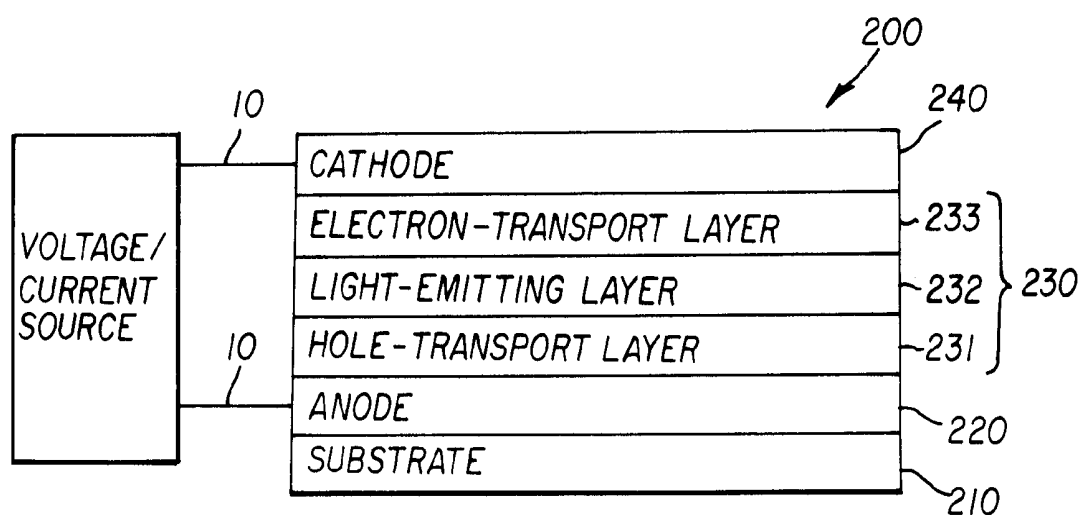 200
10
240
CATHODE
ELECTRON-TRANSPORT LAYER
233
VOLTAGE/
CURRENT
SOURCE
LIGHT-EMITTING LAYER
232
230
10
HOLE-TRANSPORT LAYER
231
ANODE
220
SUBSTRATE
210